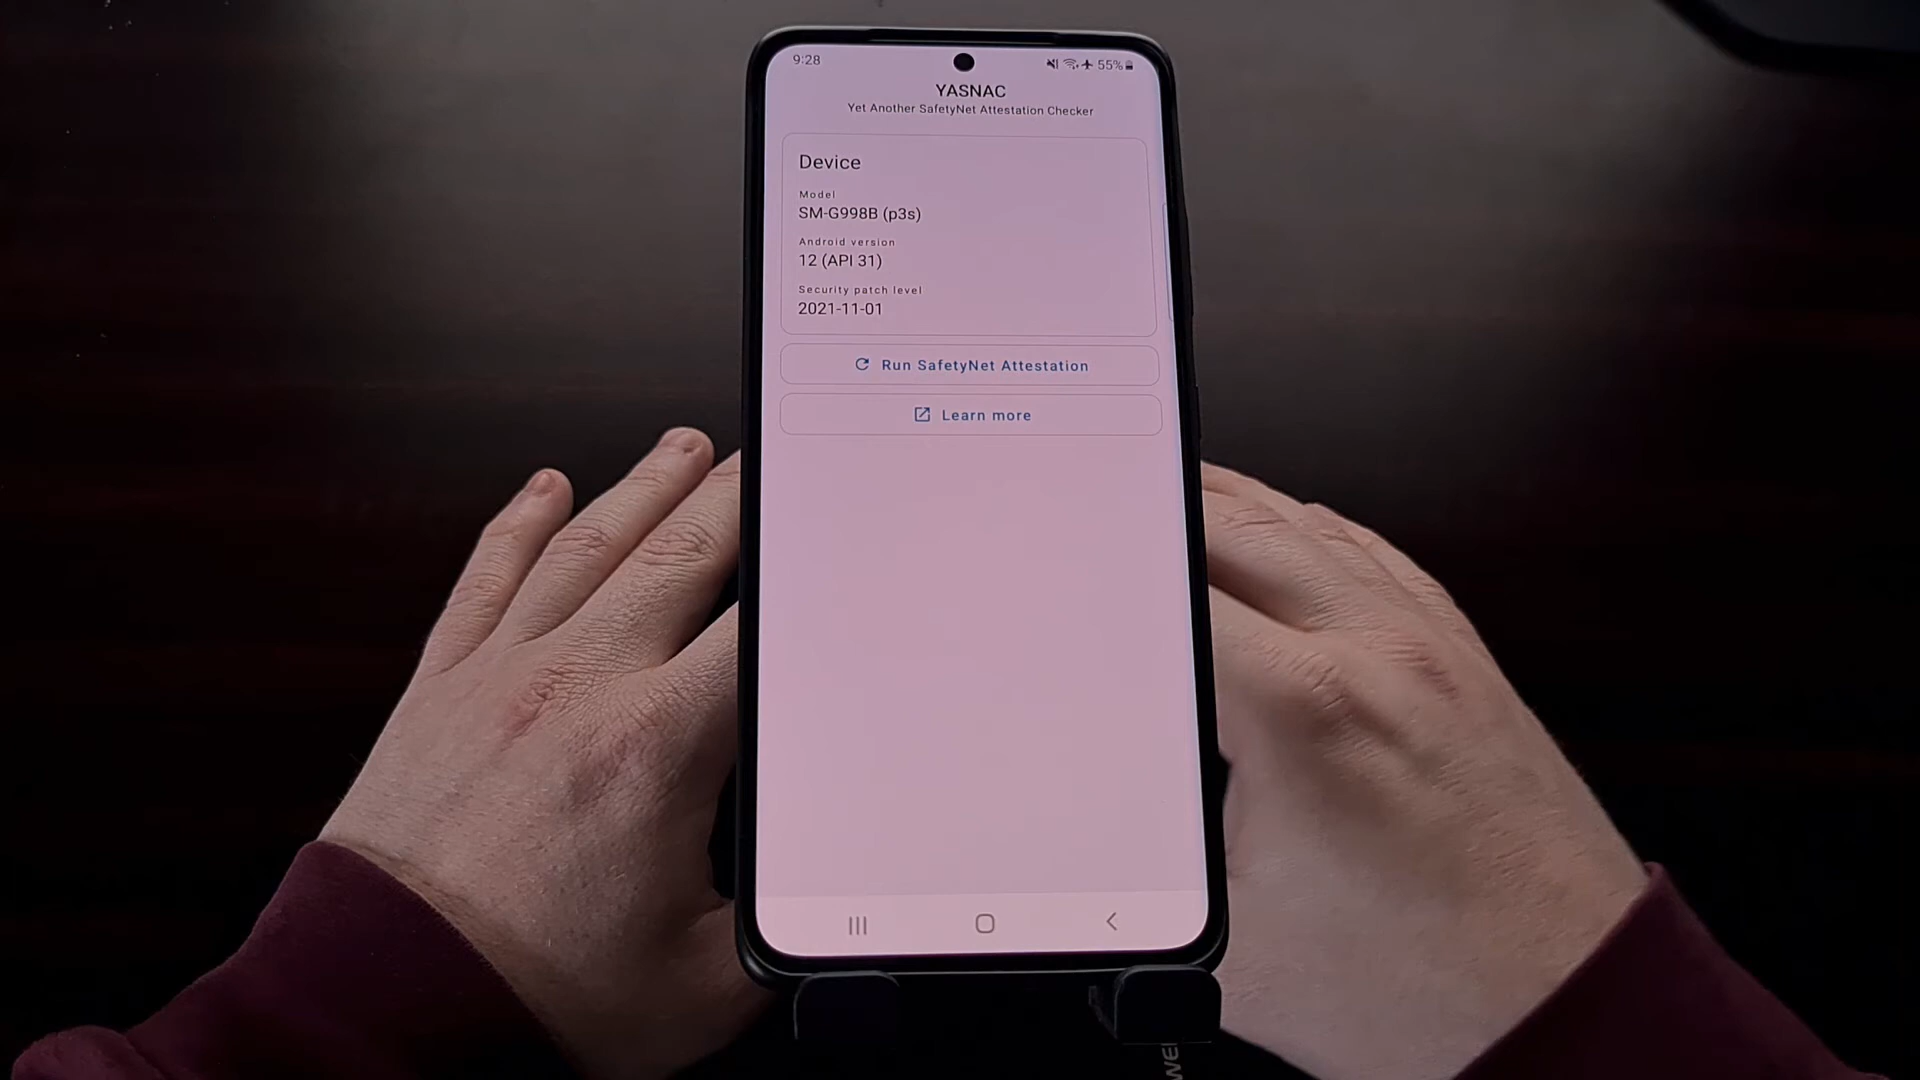 9:28
55%
YASNAC
Yet Another SafetyNet Attestation Checker
Device
Model
SM-G998B (p3s)
Android version
12 (API 31)
Security patch level
2021-11-01
Run SafetyNet Attestation
Learn more